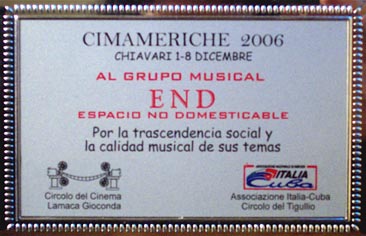 CIMAMERICHE 2006
CHIAVARI 1-8 DICEMBRE
AL GRUPO MUSICAL
END
ESPACIO NO DOMESTICABLE
Por la trascendencia social y
la calidad musical de sus temas
Circolo del Cinema
Lamaca Gioconda
ITALIA
Cuba
Associazione Italia-Cuba
Circolo del Tigullio